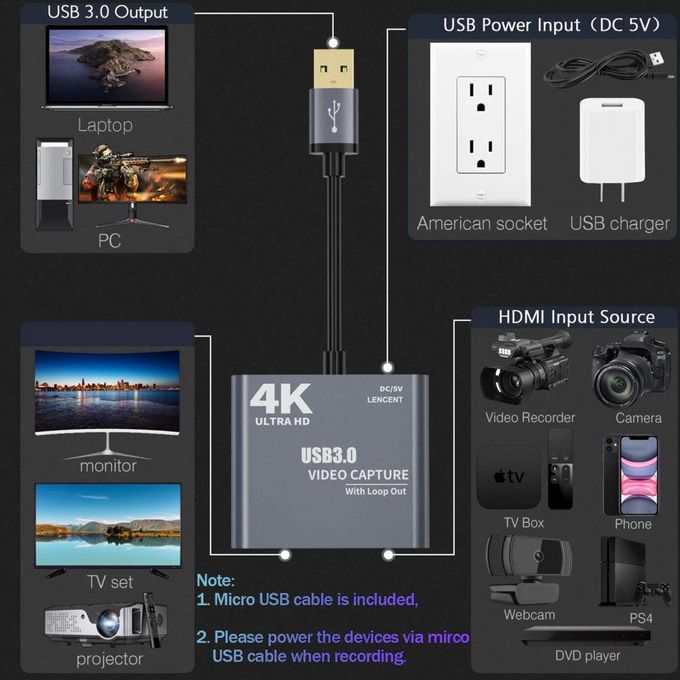 USB 3.0 Output
Laptop
PC
USB Power Input（DC 5V）
American socket
USB charger
monitor
TV set
projector
4K
ULTRA HD
DC/5V
LENCENT
USB3.0
VIDEO CAPTURE
With Loop Out
HDMI Input Source
Video Recorder
Camera
tv
TV Box
Phone
Webcam
PS4
DVD player
Note:
1. Micro USB cable is included,
2. Please power the devices via mirco
USB cable when recording.